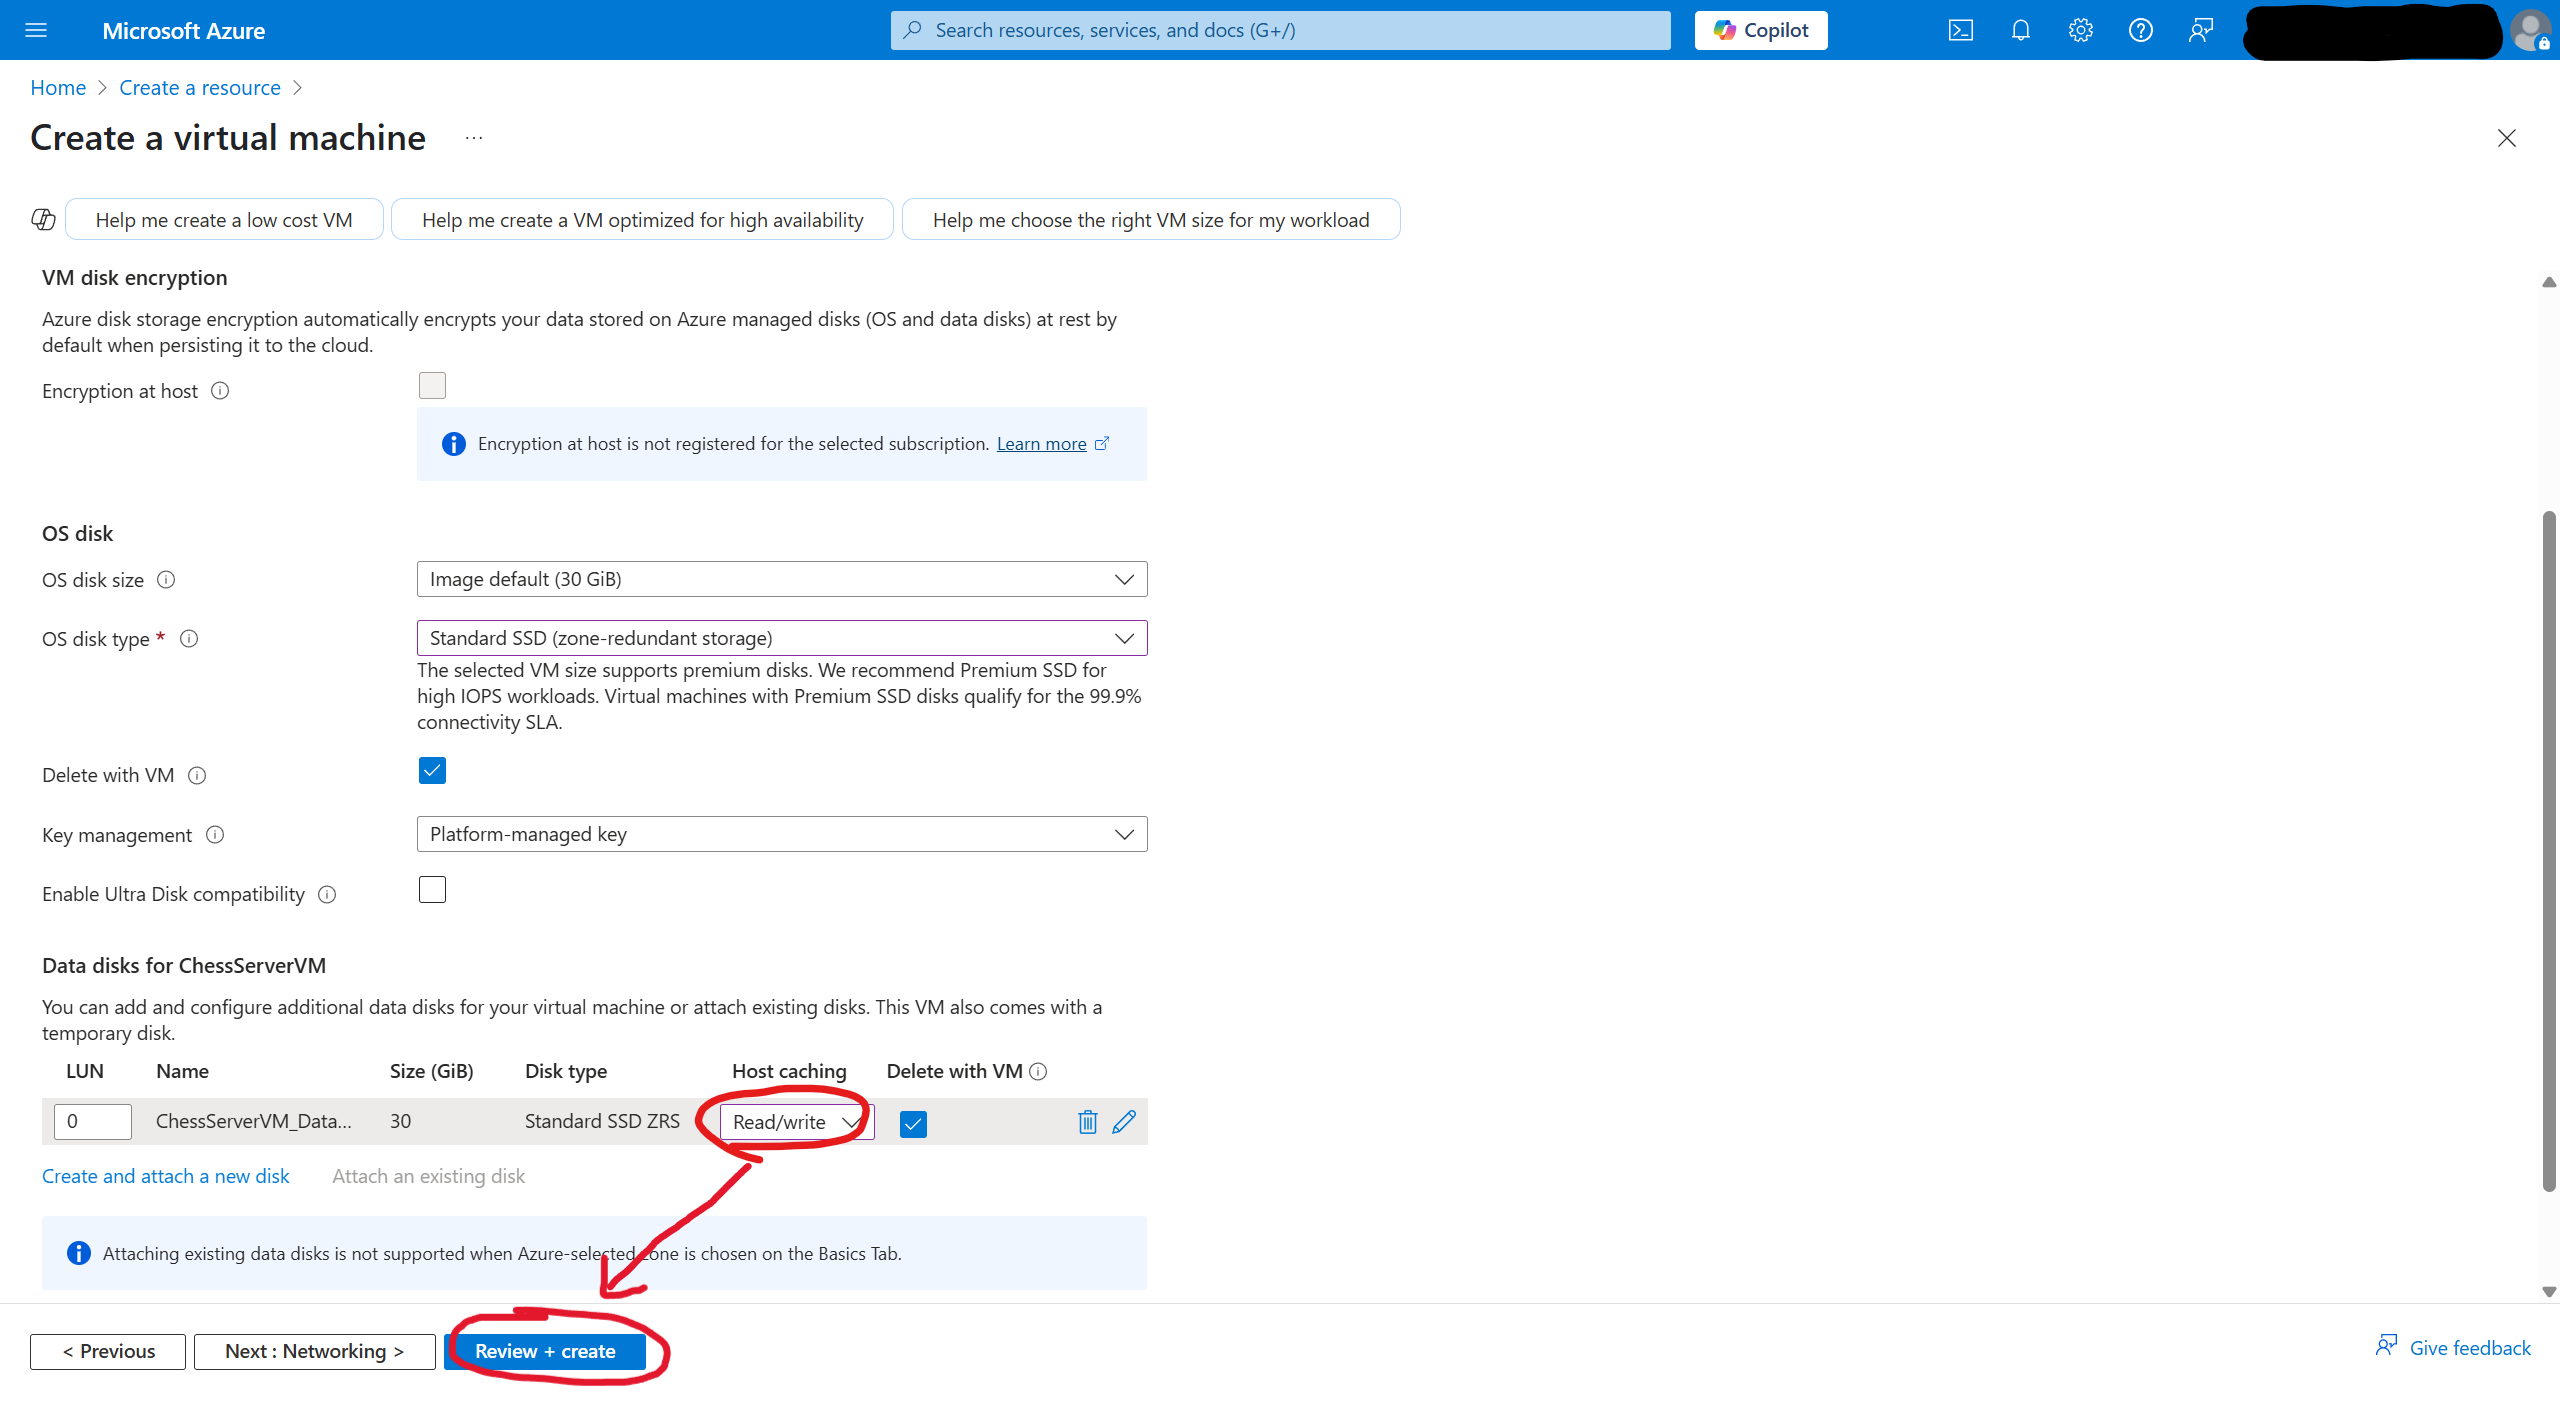 Microsoft Azure
Search resources, services, and docs (G+/)
Copilot
Home > Create a resource >
Create a virtual machine ...
Help me create a low cost VM
Help me create a VM optimized for high availability
Help me choose the right VM size for my workload
VM disk encryption
Azure disk storage encryption automatically encrypts your data stored on Azure managed disks (OS and data disks) at rest by
default when persisting it to the cloud.
Encryption at host
Encryption at host is not registered for the selected subscription. Learn more
OS disk
OS disk size
Image default (30 GiB)
OS disk type *
Standard SSD (zone-redundant storage)
The selected VM size supports premium disks. We recommend Premium SSD for
high IOPS workloads. Virtual machines with Premium SSD disks qualify for the 99.9%
connectivity SLA.
Delete with VM
Key management
Platform-managed key
Enable Ultra Disk compatibility
Data disks for ChessServerVM
You can add and configure additional data disks for your virtual machine or attach existing disks. This VM also comes with a
temporary disk.
LUN Name Size (GiB) Disk type Host caching Delete with VM
0 ChessServerVM_Data... 30 Standard SSD ZRS Read/write
Create and attach a new disk Attach an existing disk
Attaching existing data disks is not supported when Azure-selected zone is chosen on the Basics Tab.
< Previous
Next : Networking >
Review + create
Give feedback